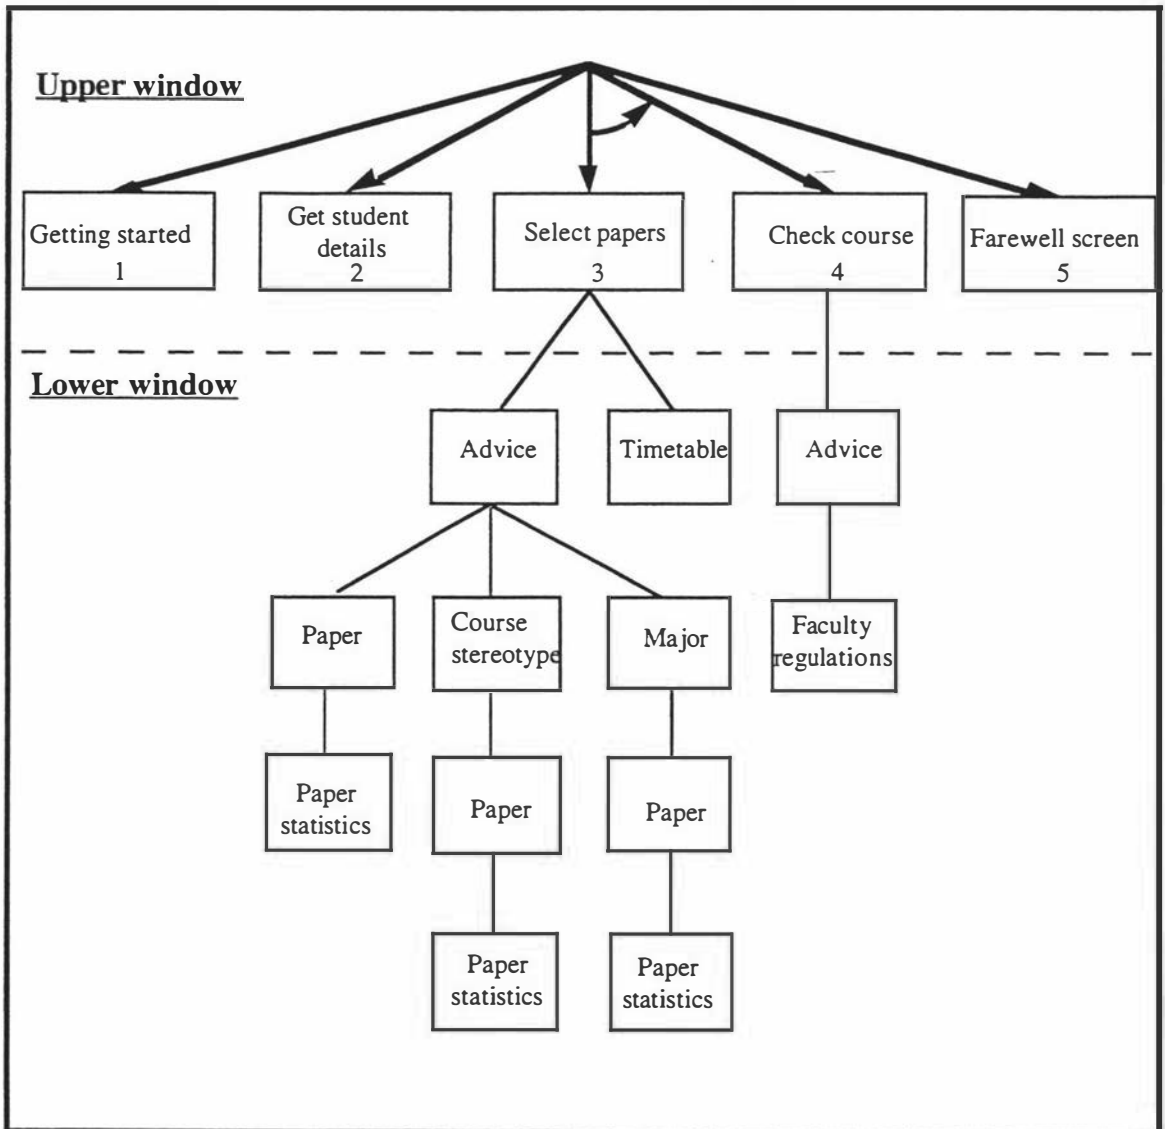 Upper window
Getting started
1
Get student
details
2
Select papers
3
Check course
4
Farewell screen
5
Lower window
Advice
Timetable
Advice
Paper
Course
stereotype
Major
Faculty
regulations
Paper
statistics
Paper
Paper
Paper
statistics
Paper
statistics